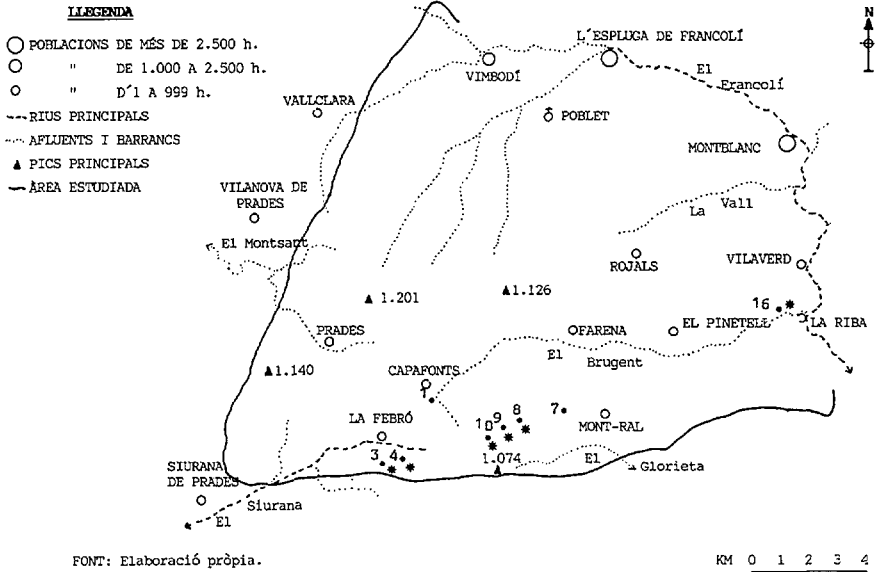 LLEGENDA
POBLACIONS DE MÉS DE 2.500 h.
" DE 1.000 A 2.500 h.
" D´1 A 999 h.
RIUS PRINCIPALS
AFLUENTS I BARRANCS
PICS PRINCIPALS
ÀREA ESTUDIADA
N
L´ESPLUGA DE FRANCOLÍ
VIMBODÍ
El
Francolí
VALLCLARA
POBLET
MONTBLANC
VILANOVA DE
PRADES
La Vall
El Montsant
ROJALS
VILAVERD
1.201
1.126
16
PRADES
FARENA
EL PINETELL
LA RIBA
El Brugent
1.140
CAPAFONTS
1
LA FEBRÓ
10
9
8
7
MONT-RAL
3
4
1.074
El
Glorieta
SIURANA
DE PRADES
El
Siurana
FONT: Elaboració pròpia.
KM 0 1 2 3 4